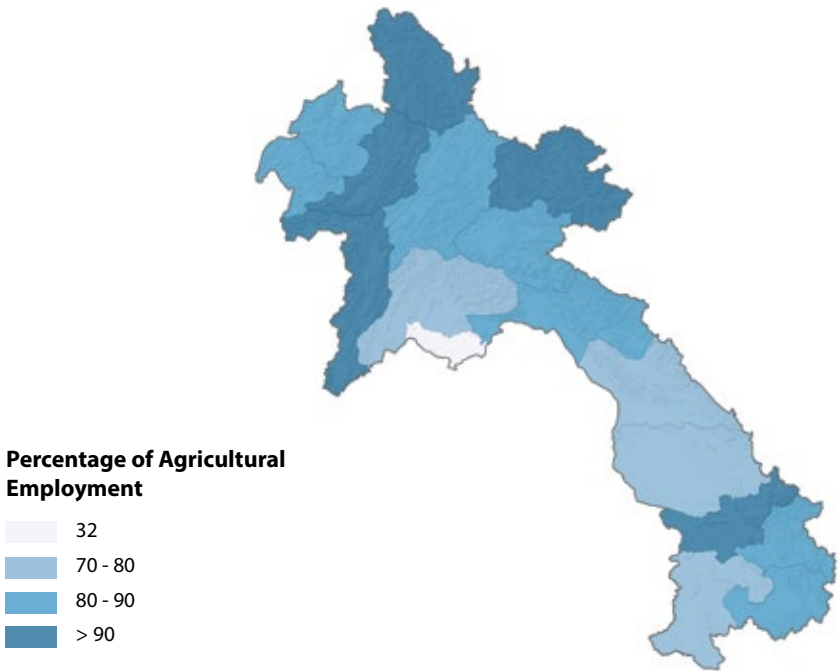 Percentage of Agricultural
Employment
32
70 - 80
80 - 90
> 90